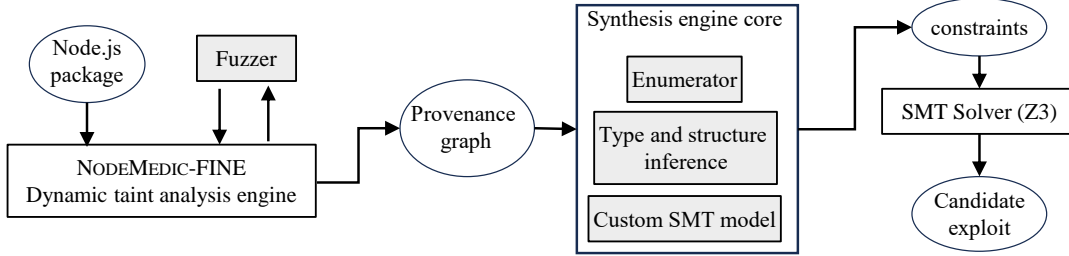 Node.js
package
Fuzzer
NODEMEDIC-FINE
Dynamic taint analysis engine
Provenance
graph
Synthesis engine core
Enumerator
Type and structure
inference
Custom SMT model
constraints
SMT Solver (Z3)
Candidate
exploit